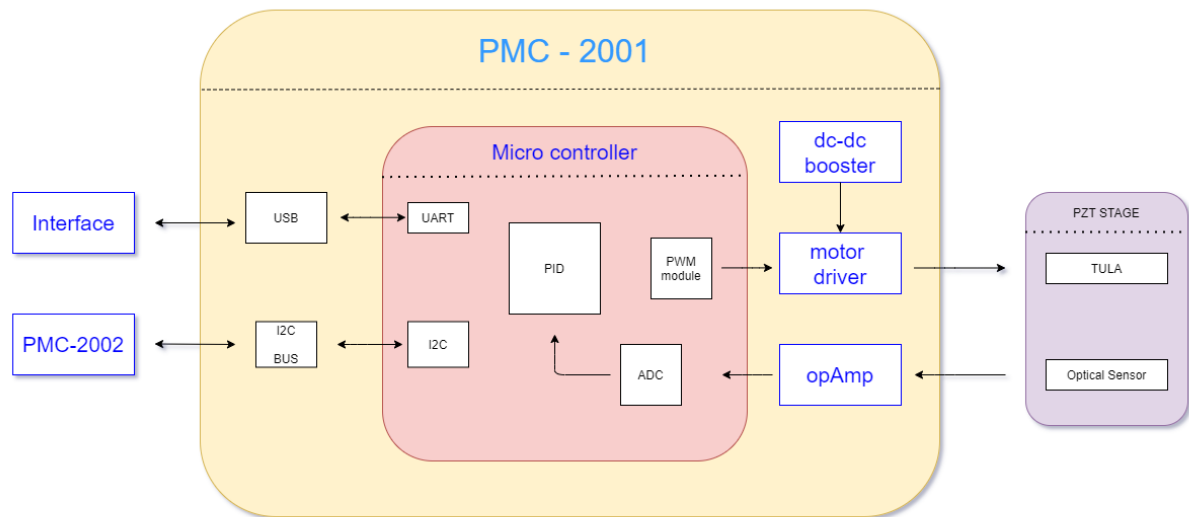 PMC - 2001
Micro controller
dc-dc
booster
Interface
USB
UART
PID
PWM
module
motor
driver
PZT STAGE
TULA
PMC-2002
I2C
BUS
I2C
ADC
opAmp
Optical Sensor